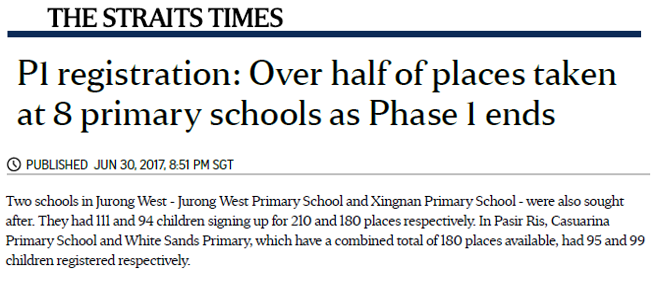 THE STRAITS TIMES
P1 registration: Over half of places taken
at 8 primary schools as Phase 1 ends
PUBLISHED JUN 30, 2017, 8:51 PM SGT
Two schools in Jurong West - Jurong West Primary School and Xingnan Primary School - were also sought
after. They had 111 and 94 children signing up for 210 and 180 places respectively. In Pasir Ris, Casuarina
Primary School and White Sands Primary, which have a combined total of 180 places available, had 95 and 99
children registered respectively.